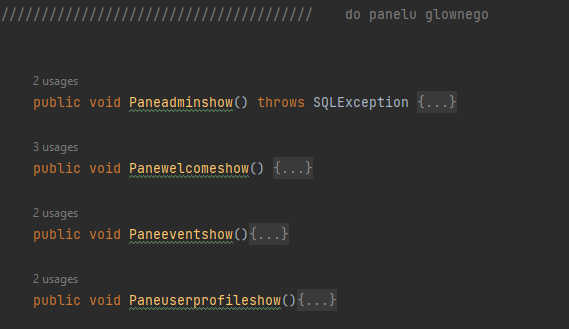 /////////////////////////////////////// do panelu glownego
2 usages
public void Paneadminshow() throws SQLException {...}
3 usages
public void Panewelcomeshow() {...}
2 usages
public void Paneeventshow(){...}
2 usages
public void Paneuserprofileshow(){...}